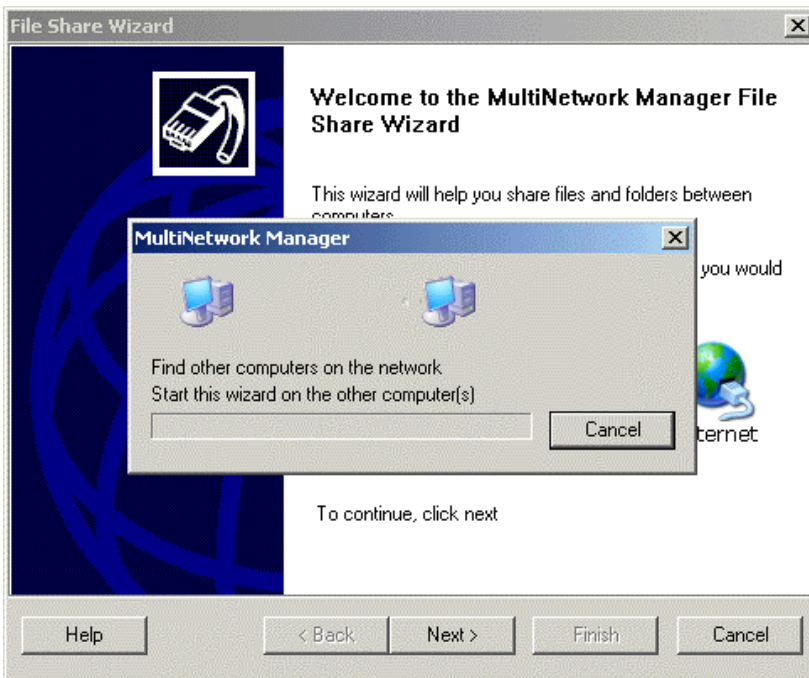 File Share Wizard
Welcome to the MultiNetwork Manager File
Share Wizard
This wizard will help you share files and folders between
computers
MultiNetwork Manager
you would
Find other computers on the network
Start this wizard on the other computer(s)
Cancel
ternet
To continue, click next
Help
< Back
Next >
Finish
Cancel